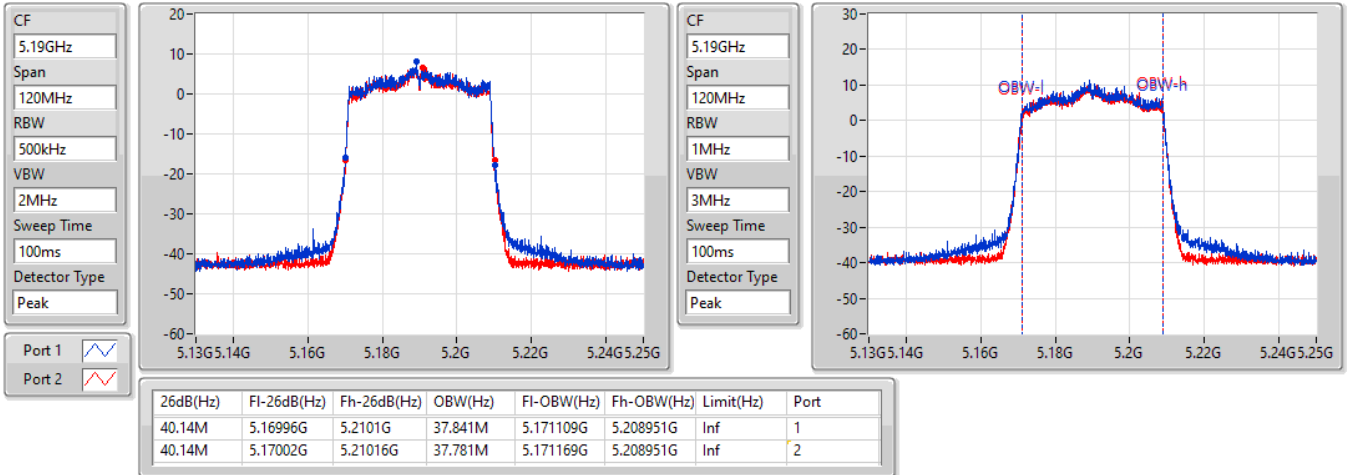 CF
5.19GHz
Span
120MHz
RBW
500kHz
VBW
2MHz
Sweep Time
100ms
Detector Type
Peak
Port 1
Port 2
20
10
0
-10
-20
-30
-40
-50
-60
5.13G 5.14G 5.16G 5.18G 5.2G 5.22G 5.24G 5.25G
CF
5.19GHz
Span
120MHz
RBW
1MHz
VBW
3MHz
Sweep Time
100ms
Detector Type
Peak
30
20
10
0
-10
-20
-30
-40
-50
-60
OBW-l OBW-h
5.13G 5.14G 5.16G 5.18G 5.2G 5.22G 5.24G 5.25G
26dB(Hz) Fl-26dB(Hz) Fh-26dB(Hz) OBW(Hz) Fl-OBW(Hz) Fh-OBW(Hz) Limit(Hz) Port
40.14M 5.16996G 5.2101G 37.841M 5.171109G 5.208951G Inf 1
40.14M 5.17002G 5.21016G 37.781M 5.171169G 5.208951G Inf 2